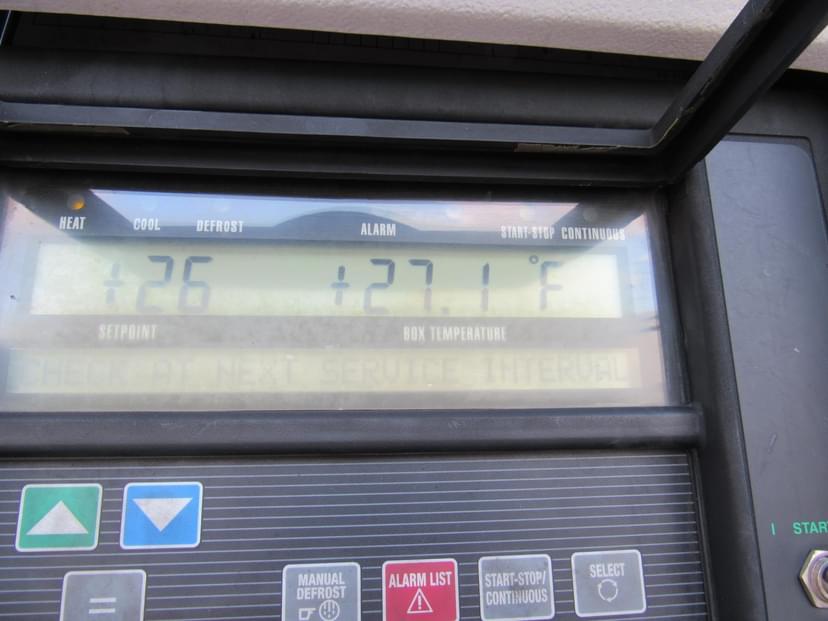 HEAT COOL DEFROST ALARM START-STOP CONTINUOUS
+26 +27.1 °F
SETPOINT BOX TEMPERATURE
CHECK AT NEXT SERVICE INTERVAL
I START
=
MANUAL
DEFROST
ALARM LIST
START-STOP/
CONTINUOUS
SELECT